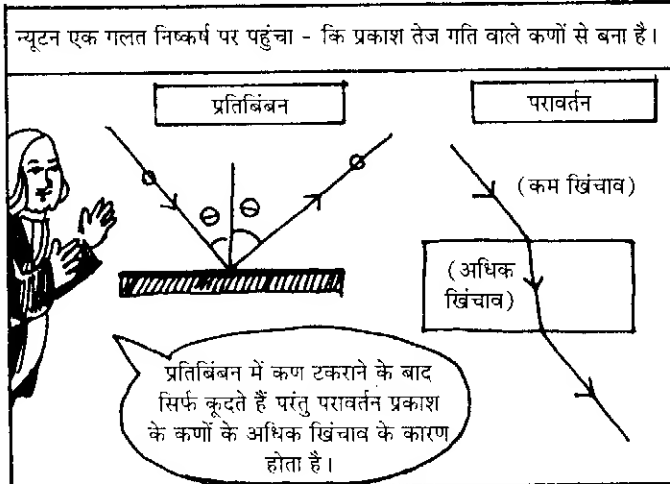 न्यूटन एक गलत निष्कर्ष पर पहुंचा - कि प्रकाश तेज गति वाले कणों से बना है।
प्रतिबिंबन
परावर्तन
(कम खिंचाव)
(अधिक
खिंचाव)
θ θ
प्रतिबिंबन में कण टकराने के बाद
सिर्फ कूदते हैं परंतु परावर्तन प्रकाश
के कणों के अधिक खिंचाव के कारण
होता है।